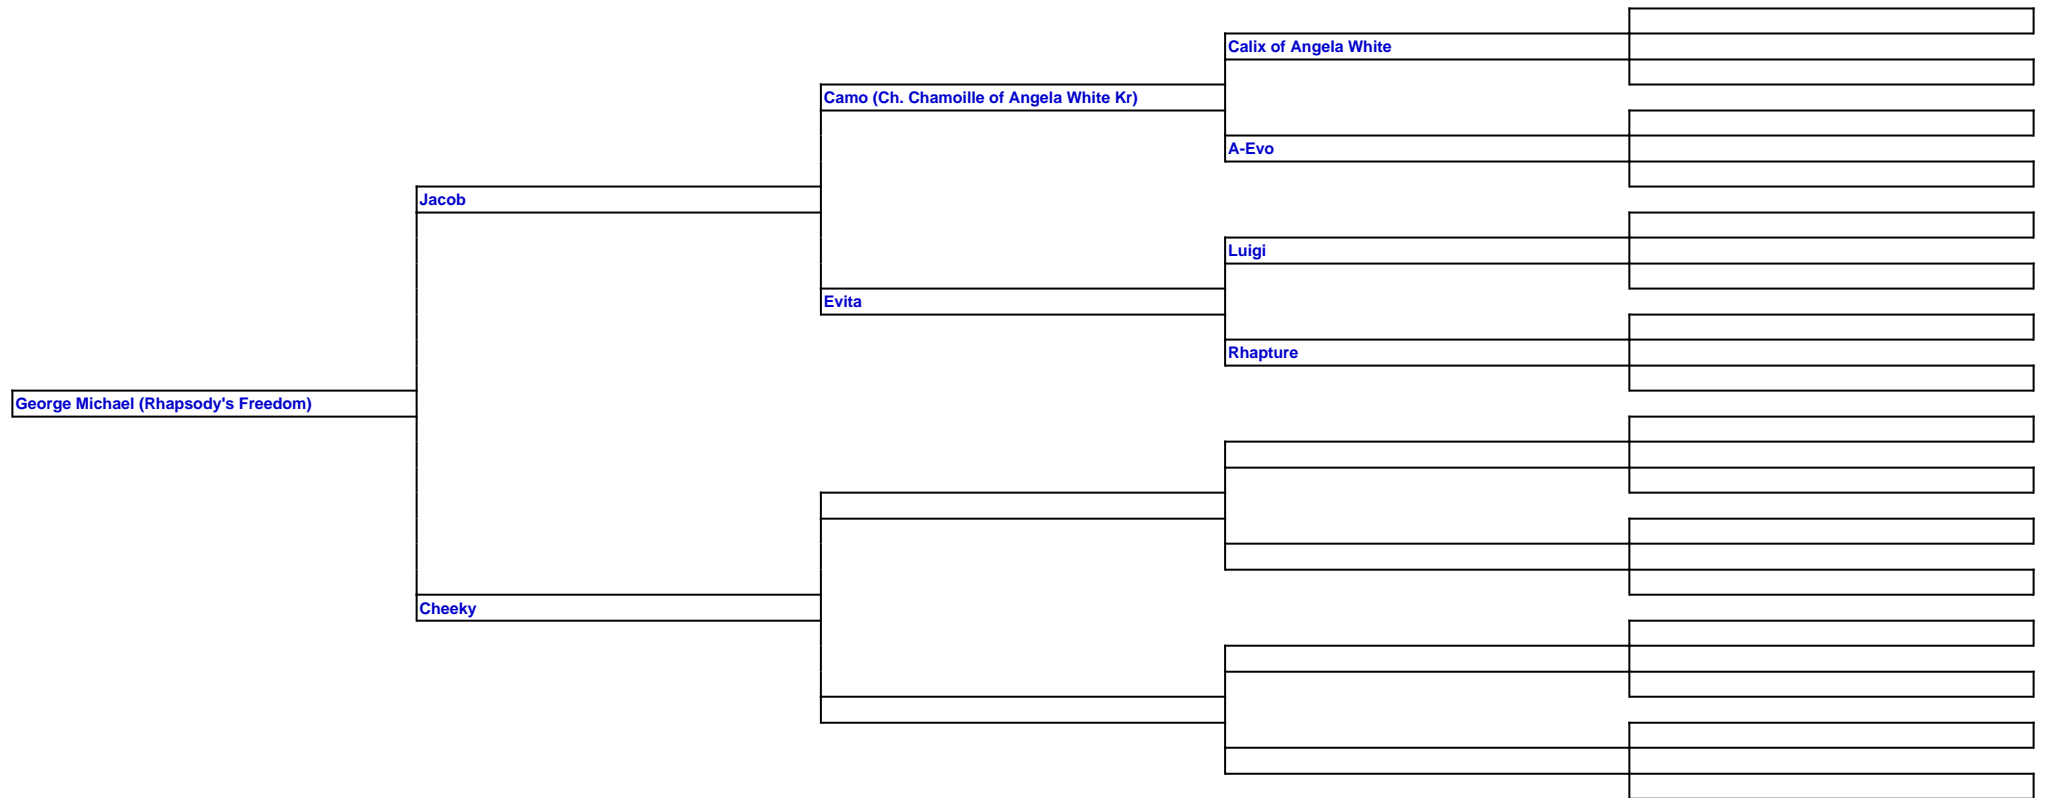 Calix of Angela White
Camo (Ch. Chamoille of Angela White Kr)
A-Evo
Jacob
Luigi
Evita
Rhapture
George Michael (Rhapsody's Freedom)
Cheeky